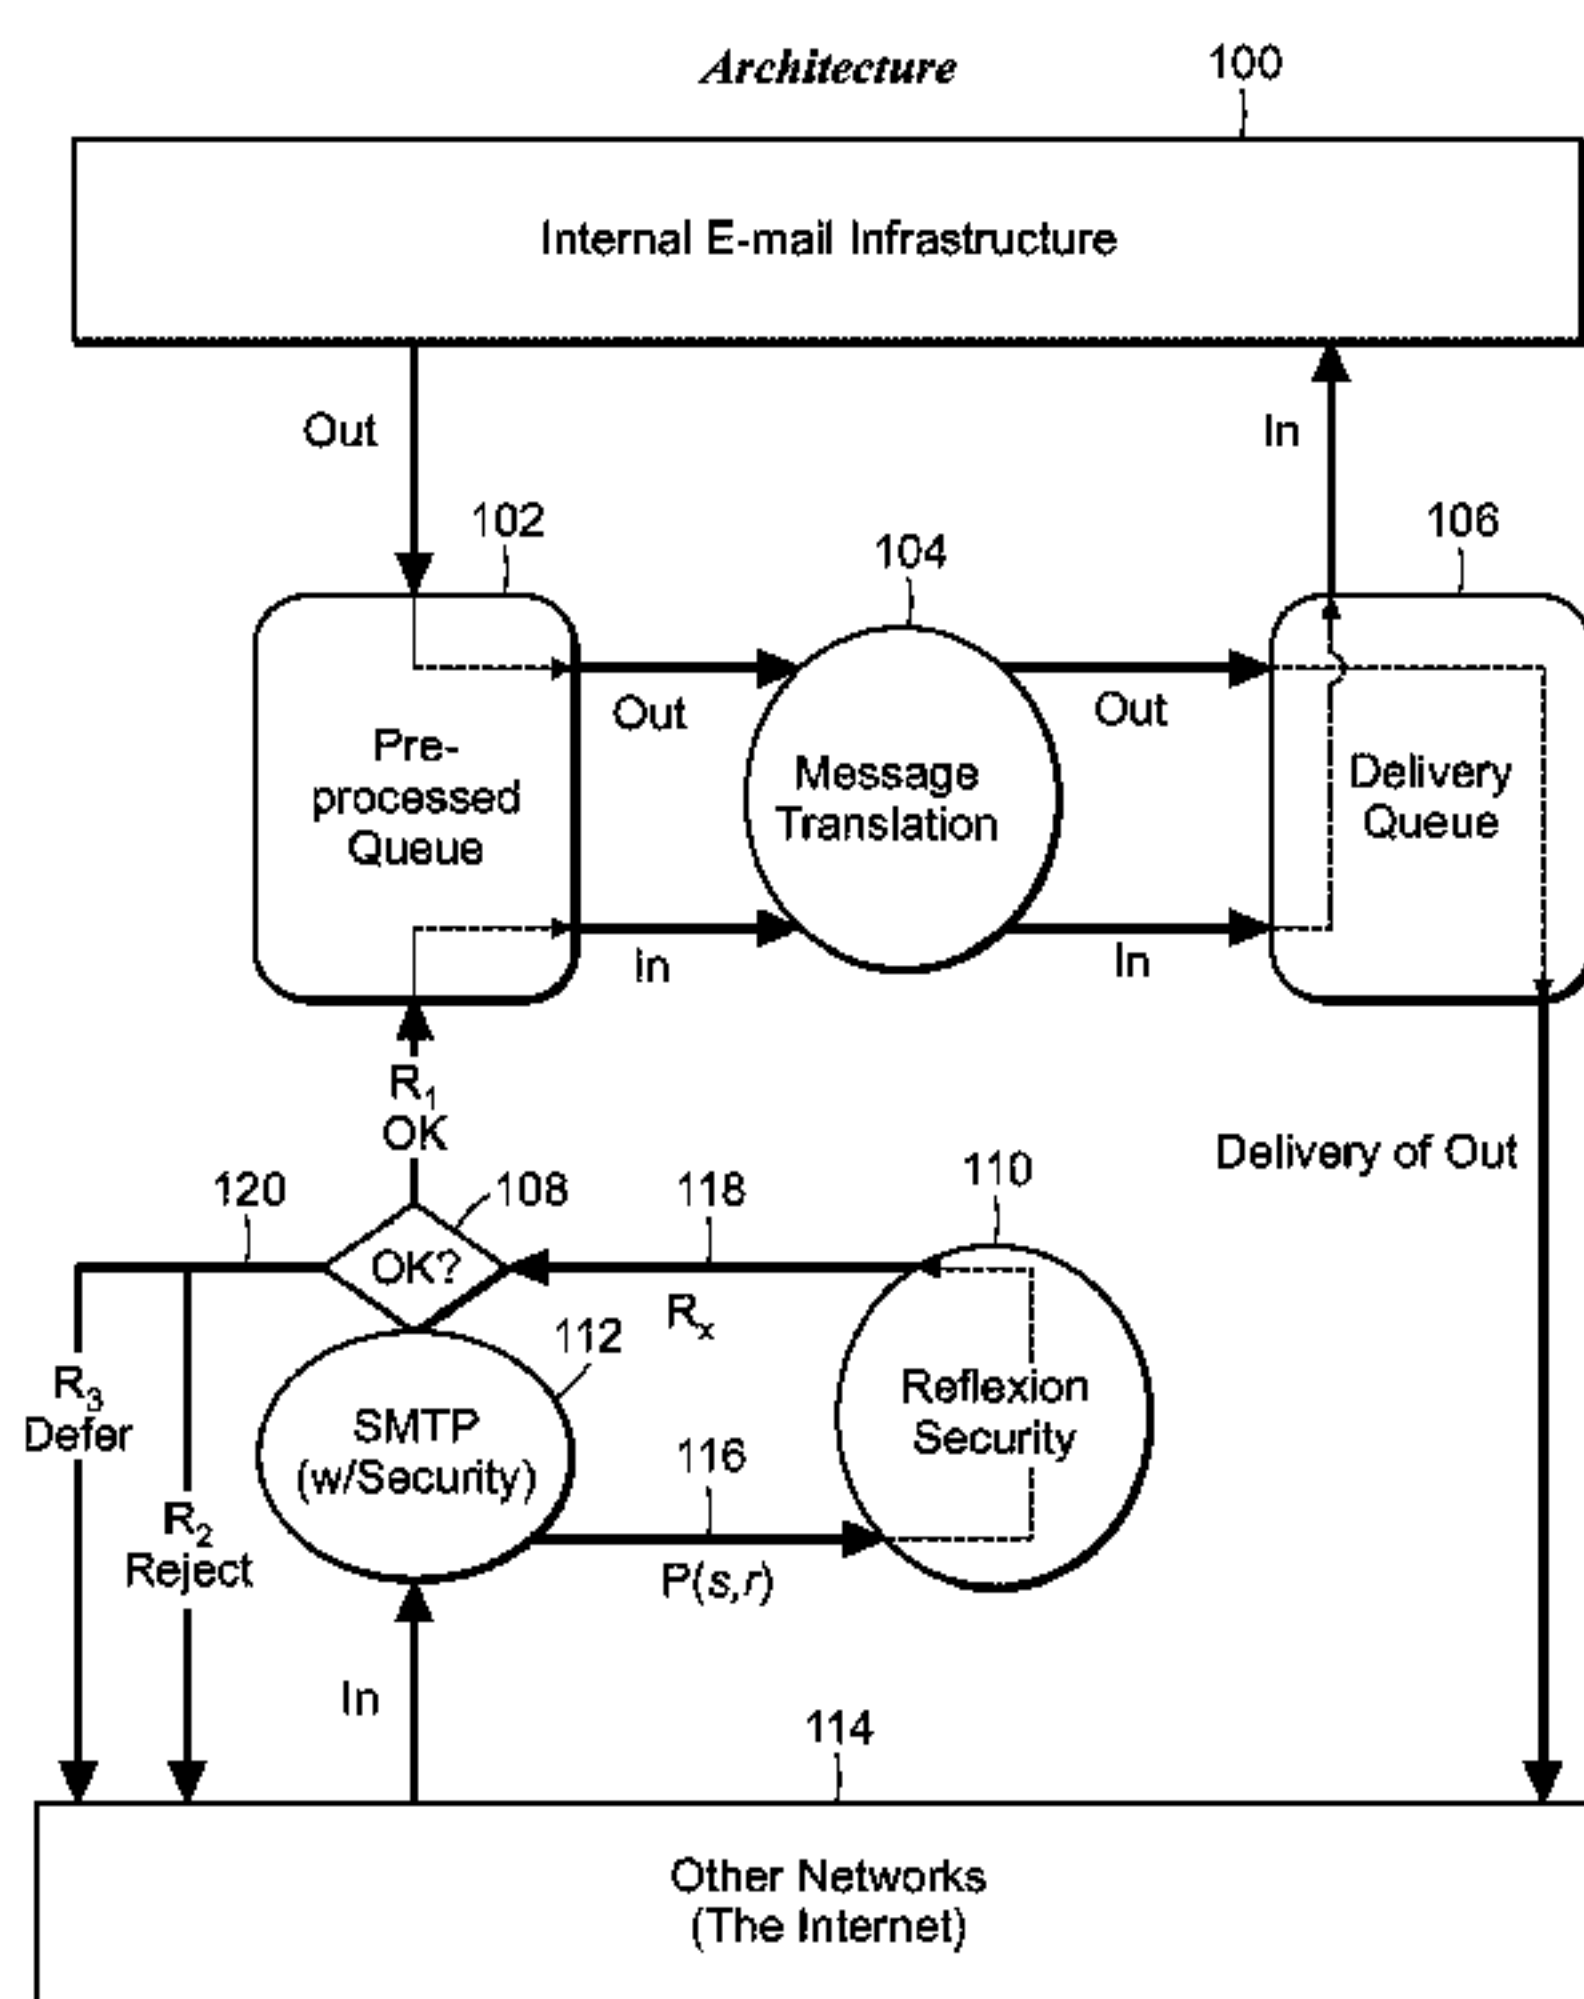 Architecture
100
Internal E-mail Infrastructure
Out
In
102
104
106
Out
Out
Pre-
processed
Queue
Message
Translation
Delivery
Queue
In
In
R1
OK
Delivery of Out
120
108
118
110
OK?
Rx
112
R3
Defer
SMTP
(w/Security)
Reflexion
Security
116
R2
Reject
P(s,r)
In
114
Other Networks
(The Internet)